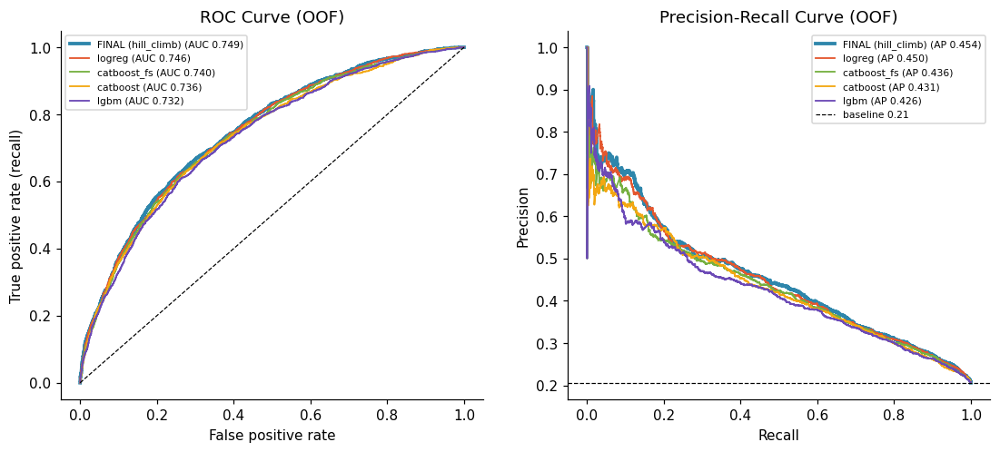 ROC Curve (OOF)
FINAL (hill_climb) (AUC 0.749)
logreg (AUC 0.746)
catboost_fs (AUC 0.740)
catboost (AUC 0.736)
lgbm (AUC 0.732)
True positive rate (recall)
1.0
0.8
0.6
0.4
0.2
0.0
0.0 0.2 0.4 0.6 0.8 1.0
False positive rate
Precision-Recall Curve (OOF)
FINAL (hill_climb) (AP 0.454)
logreg (AP 0.450)
catboost_fs (AP 0.436)
catboost (AP 0.431)
lgbm (AP 0.426)
baseline 0.21
Precision
1.0
0.9
0.8
0.7
0.6
0.5
0.4
0.3
0.2
0.0 0.2 0.4 0.6 0.8 1.0
Recall